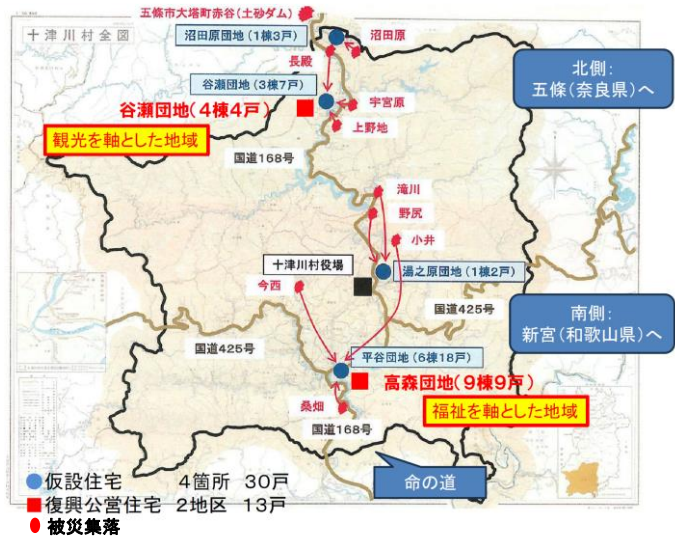 五條市大塔町赤谷(土砂ダム)
十津川村全図
沼田原団地(1棟3戸)
沼田原
長殿
谷瀬団地(3棟7戸)
谷瀬団地(4棟4戸)
宇宮原
上野地
観光を軸とした地域
国道168号
北側:
五條(奈良県)へ
滝川
野尻
小井
十津川村役場
湯之原団地(1棟2戸)
今西
国道425号
南側:
新宮(和歌山県)へ
国道425号
平谷団地(6棟18戸)
高森団地(9棟9戸)
桑畑
福祉を軸とした地域
国道168号
命の道
仮設住宅 4箇所 30戸
復興公営住宅 2地区 13戸
被災集落